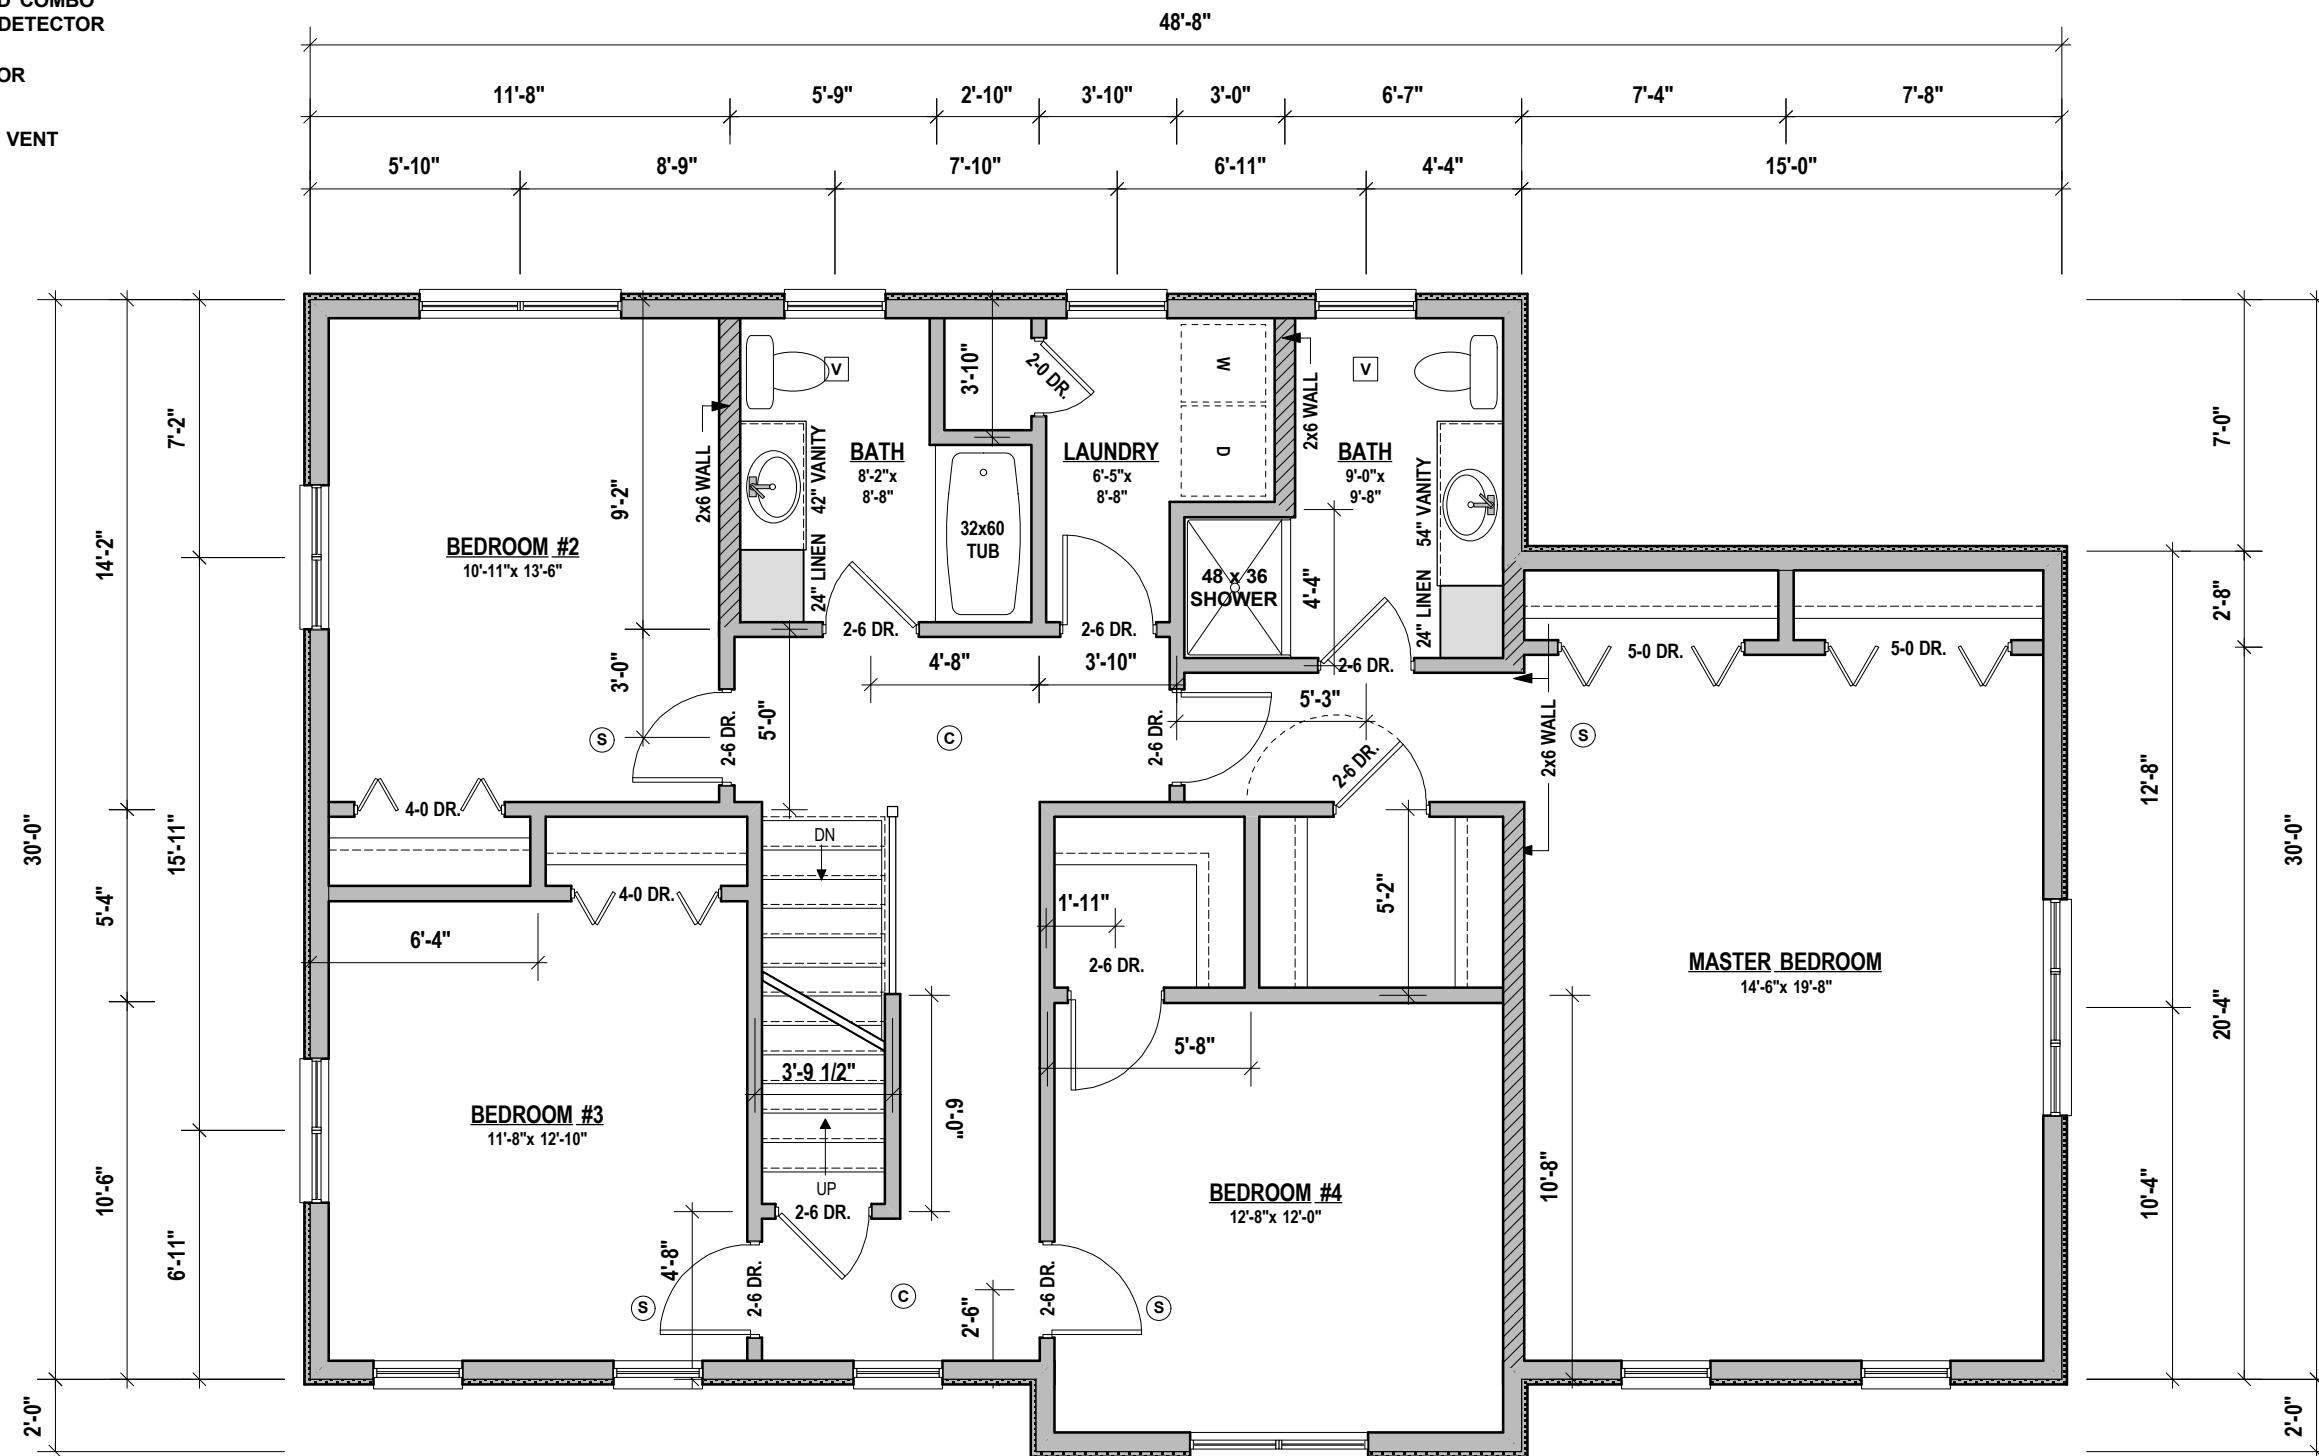 D COMBO
DETECTOR
OR
VENT
48'-8"
11'-8"
5'-9"
2'-10"
3'-10"
3'-0"
6'-7"
7'-4"
7'-8"
5'-10"
8'-9"
7'-10"
6'-11"
4'-4"
15'-0"
30'-0"
14'-2"
5'-4"
10'-6"
7'-2"
15'-11"
6'-11"
2'-0"
BEDROOM #2
10'-11"x 13'-6"
9'-2"
3'-0"
2x6 WALL
42" VANITY
24" LINEN
V
BATH
8'-2"x
8'-8"
3'-10"
2-0 DR.
32x60
TUB
LAUNDRY
6'-5"x
8'-8"
W
D
2x6 WALL
V
BATH
9'-0"x
9'-8"
54" VANITY
24" LINEN
48 x 36
SHOWER
4'-4"
2-6 DR.
2-6 DR.
2-6 DR.
4'-8"
3'-10"
5'-3"
5-0 DR.
5-0 DR.
S
2-6 DR.
5'-0"
C
2-6 DR.
2-6 DR.
2x6 WALL
S
4-0 DR.
4-0 DR.
6'-4"
DN
1'-11"
2-6 DR.
5'-2"
5'-8"
MASTER BEDROOM
14'-6"x 19'-8"
BEDROOM #3
11'-8"x 12'-10"
3'-9 1/2"
6'-0"
UP
2-6 DR.
4'-8"
S
2-6 DR.
C
2'-6"
2-6 DR.
S
BEDROOM #4
12'-8"x 12'-0"
10'-8"
7'-0"
2'-8"
12'-8"
20'-4"
10'-4"
30'-0"
2'-0"